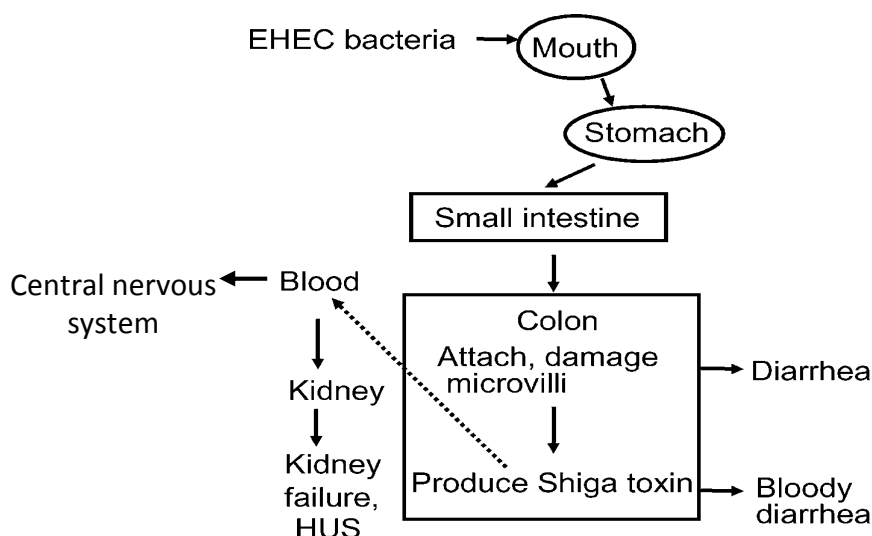 EHEC bacteria
Mouth
Stomach
Small intestine
Central nervous
system
Blood
Colon
Attach, damage
microvilli
Diarrhea
Kidney
Produce Shiga toxin
Kidney
failure,
HUS
Bloody
diarrhea